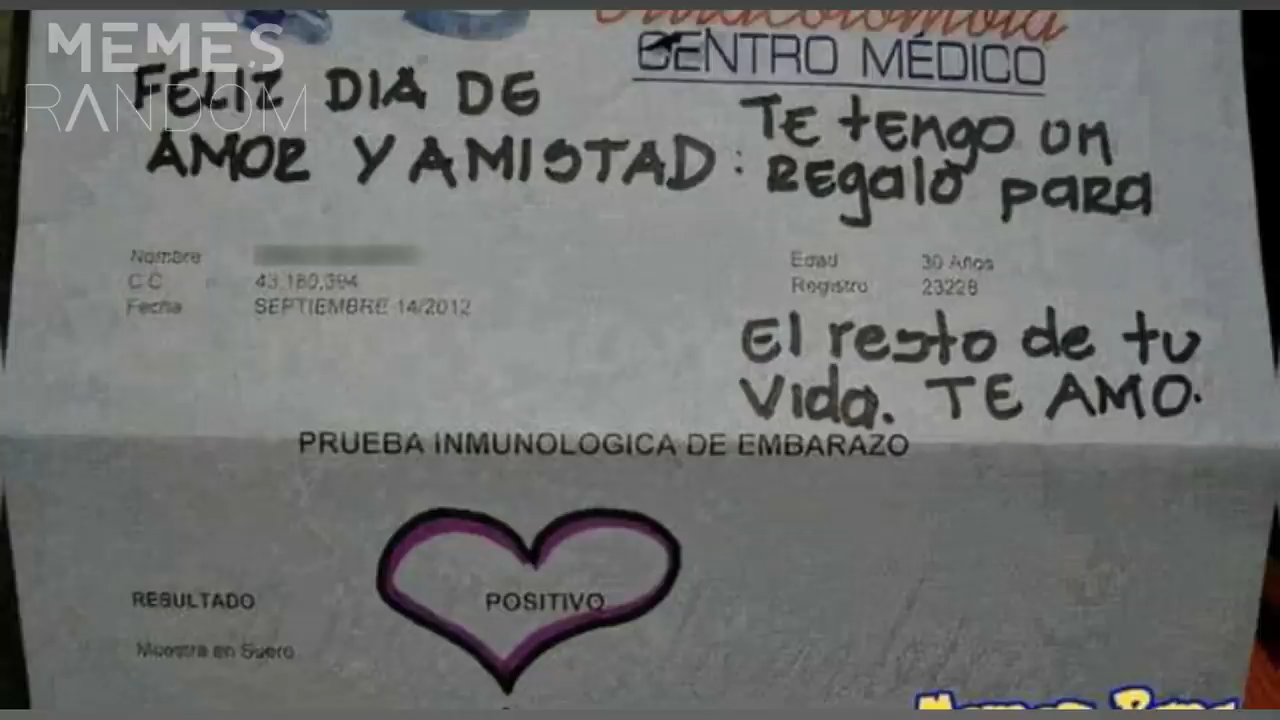 MEMES
RANDOM
CENTRO MÉDICO
FELIZ DIA DE
AMOR Y AMISTAD:
TE tengo un
REgalo para
Nombre
C C 43.180.394
Fecha SEPTIEMBRE 14/2012
Edad 30 Años
Registro 23228
El resto de tu
Vida. TE AMO.
PRUEBA INMUNOLOGICA DE EMBARAZO
RESULTADO POSITIVO
Muestra en Suero